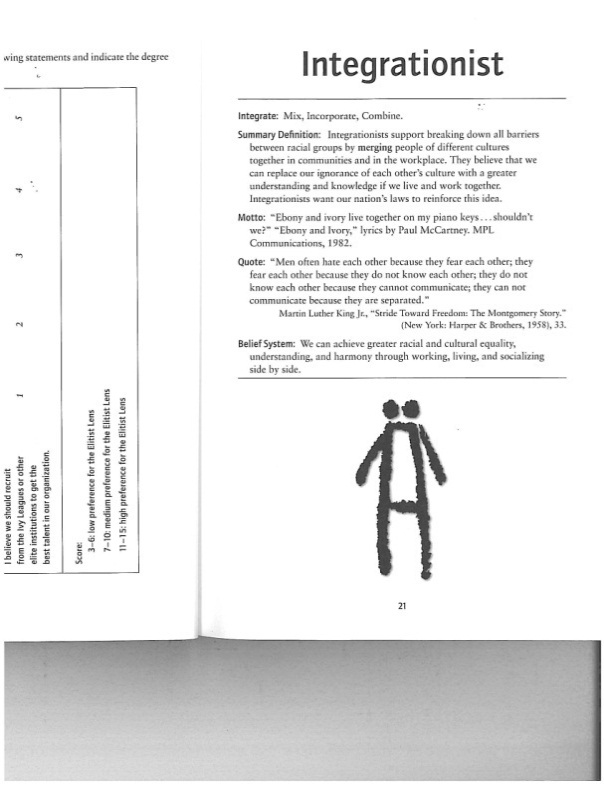 wing statements and indicate the degree
1 2 3 4 5
I believe we should recruit
from the Ivy Leagues or other
elite institutions to get the
best talent in our organization.
Score:
3–6: low preference for the Elitist Lens
7–10: medium preference for the Elitist Lens
11–15: high preference for the Elitist Lens
Integrationist
Integrate: Mix, Incorporate, Combine.
Summary Definition: Integrationists support breaking down all barriers
between racial groups by merging people of different cultures
together in communities and in the workplace. They believe that we
can replace our ignorance of each other's culture with a greater
understanding and knowledge if we live and work together.
Integrationists want our nation's laws to reinforce this idea.
Motto: "Ebony and ivory live together on my piano keys...shouldn't
we?" "Ebony and Ivory," lyrics by Paul McCartney. MPL
Communications, 1982.
Quote: "Men often hate each other because they fear each other; they
fear each other because they do not know each other; they do not
know each other because they cannot communicate; they can not
communicate because they are separated."
Martin Luther King Jr., "Stride Toward Freedom: The Montgomery Story."
(New York: Harper & Brothers, 1958), 33.
Belief System: We can achieve greater racial and cultural equality,
understanding, and harmony through working, living, and socializing
side by side.
21